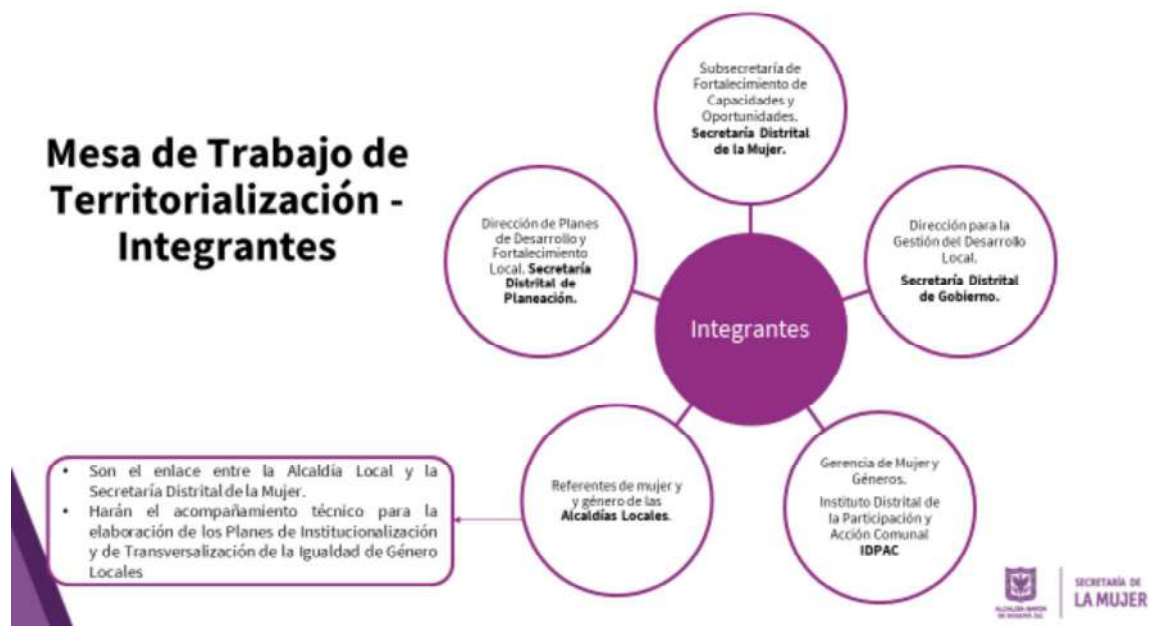 Mesa de Trabajo de
Territorialización -
Integrantes
Subsecretaría de
Fortalecimiento de
Capacidades y
Oportunidades.
Secretaría Distrital
de la Mujer.
Dirección de Planes
de Desarrollo y
Fortalecimiento
Local. Secretaría
Distrital de
Planeación.
Dirección para la
Gestión del Desarrollo
Local.
Secretaría Distrital
de Gobierno.
Integrantes
Referentes de mujer y
y género de las
Alcaldías Locales.
Gerencia de Mujer y
Géneros.
Instituto Distrital de
la Participación y
Acción Comunal
IDPAC
• Son el enlace entre la Alcaldía Local y la
Secretaría Distrital de la Mujer.
• Harán el acompañamiento técnico para la
elaboración de los Planes de Institucionalización
y de Transversalización de la Igualdad de Género
Locales
ALCALDÍA MAYOR
DE BOGOTÁ D.C.
SECRETARÍA DE
LA MUJER